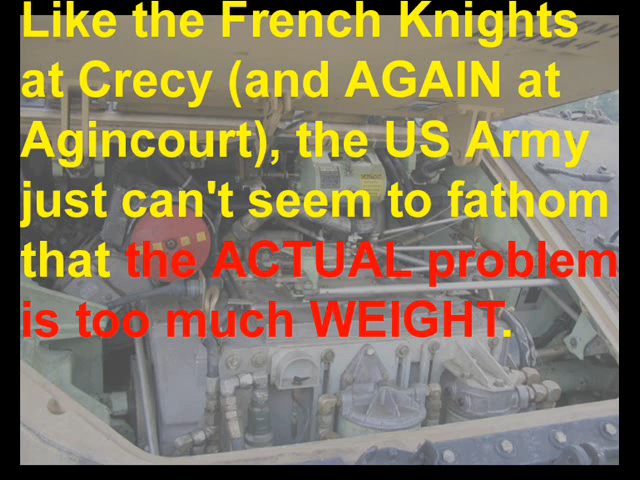 Like the French Knights
at Crecy (and AGAIN at
Agincourt), the US Army
just can't seem to fathom
that the ACTUAL problem
is too much WEIGHT.